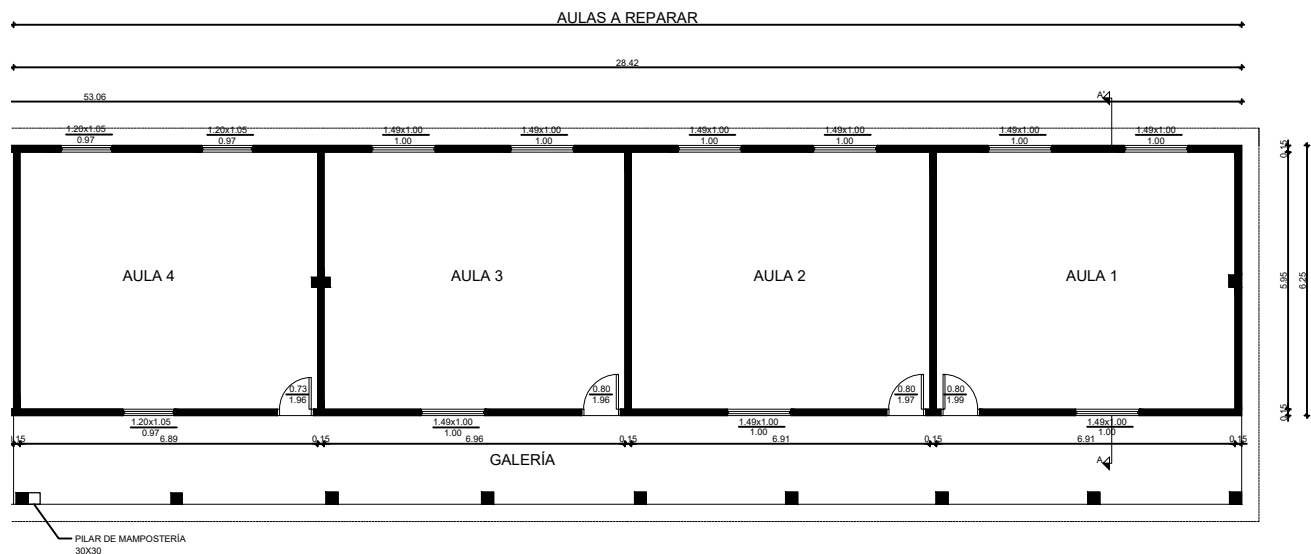 AULAS A REPARAR
28.42
53.06
A'
1.20x1.05
0.97
1.20x1.05
0.97
1.49x1.00
1.00
1.49x1.00
1.00
1.49x1.00
1.00
1.49x1.00
1.00
1.49x1.00
1.00
1.49x1.00
1.00
0.15
AULA 4
AULA 3
AULA 2
AULA 1
5.95
6.25
0.73
1.96
0.80
1.96
0.80
1.97
0.80
1.99
0.15
1.20x1.05
0.97
1.49x1.00
1.00
1.49x1.00
1.00
1.49x1.00
1.00
.15
6.89
0.15
6.96
0.15
6.91
0.15
6.91
0.15
GALERÍA
A
PILAR DE MAMPOSTERÍA
30X30